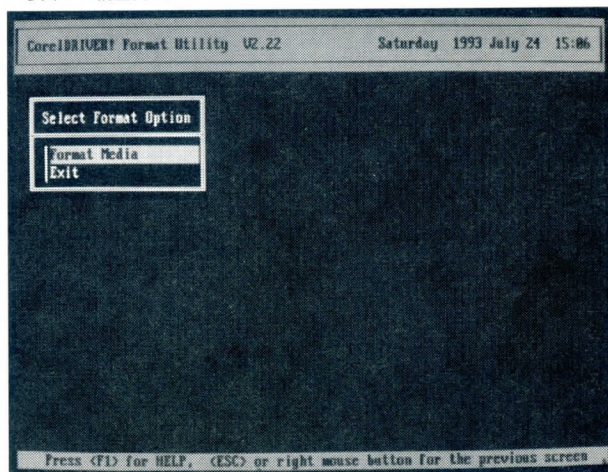 CorelDRIVER! Format Utility V2.22 Saturday 1993 July 24 15:06
Select Format Option
Format Media
Exit
Press <F1> for HELP, <ESC> or right mouse button for the previous screen